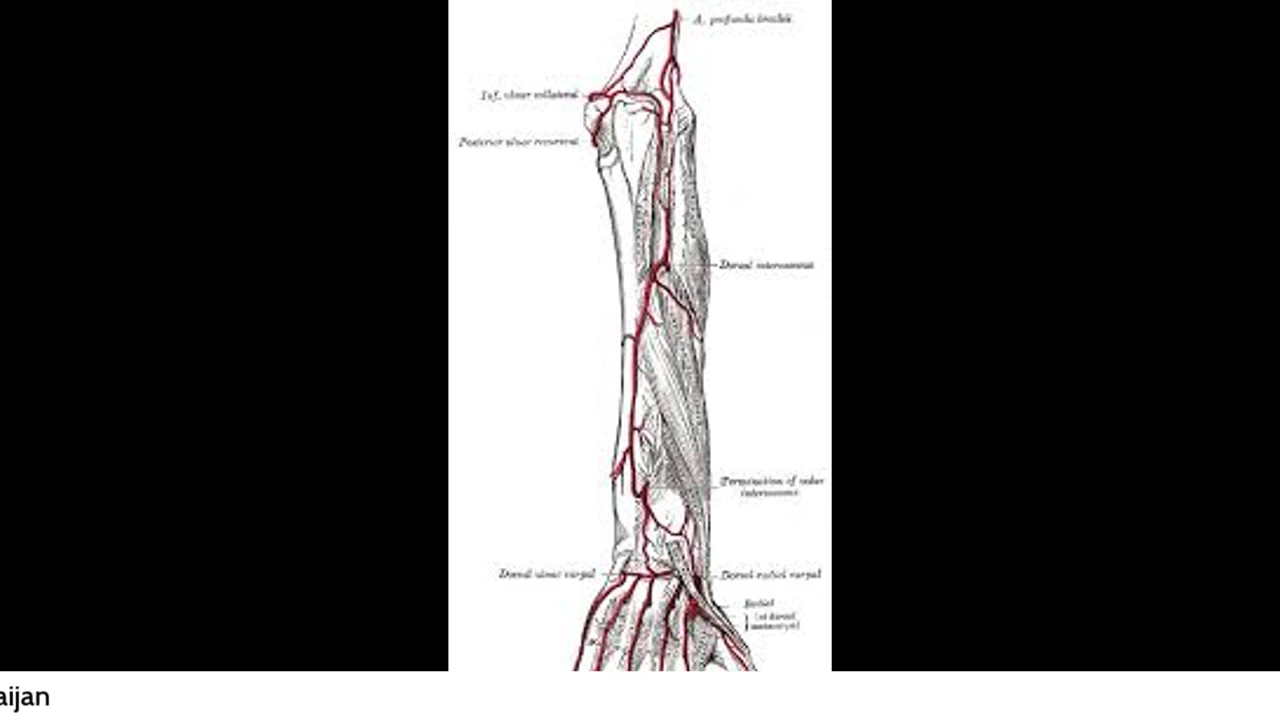 A. profunda brachii
Inf. ulnar collateral
Posterior ulnar recurrent
Dorsal interosseous
Termination of volar
interosseous
Dorsal ulnar carpal
Dorsal radial carpal
Radial
1st dorsal
metacarpal
aijan